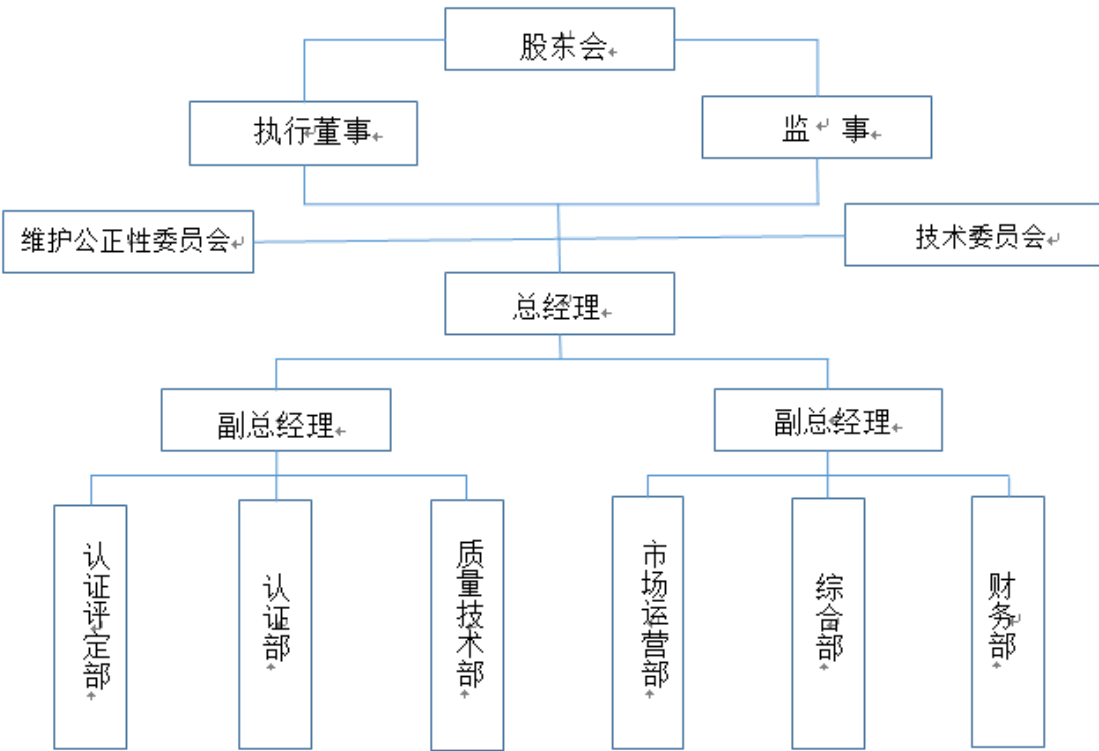 股东会
执行董事
监 事
维护公正性委员会
技术委员会
总经理
副总经理
副总经理
认证评定部
认证部
质量技术部
市场运营部
综合部
财务部